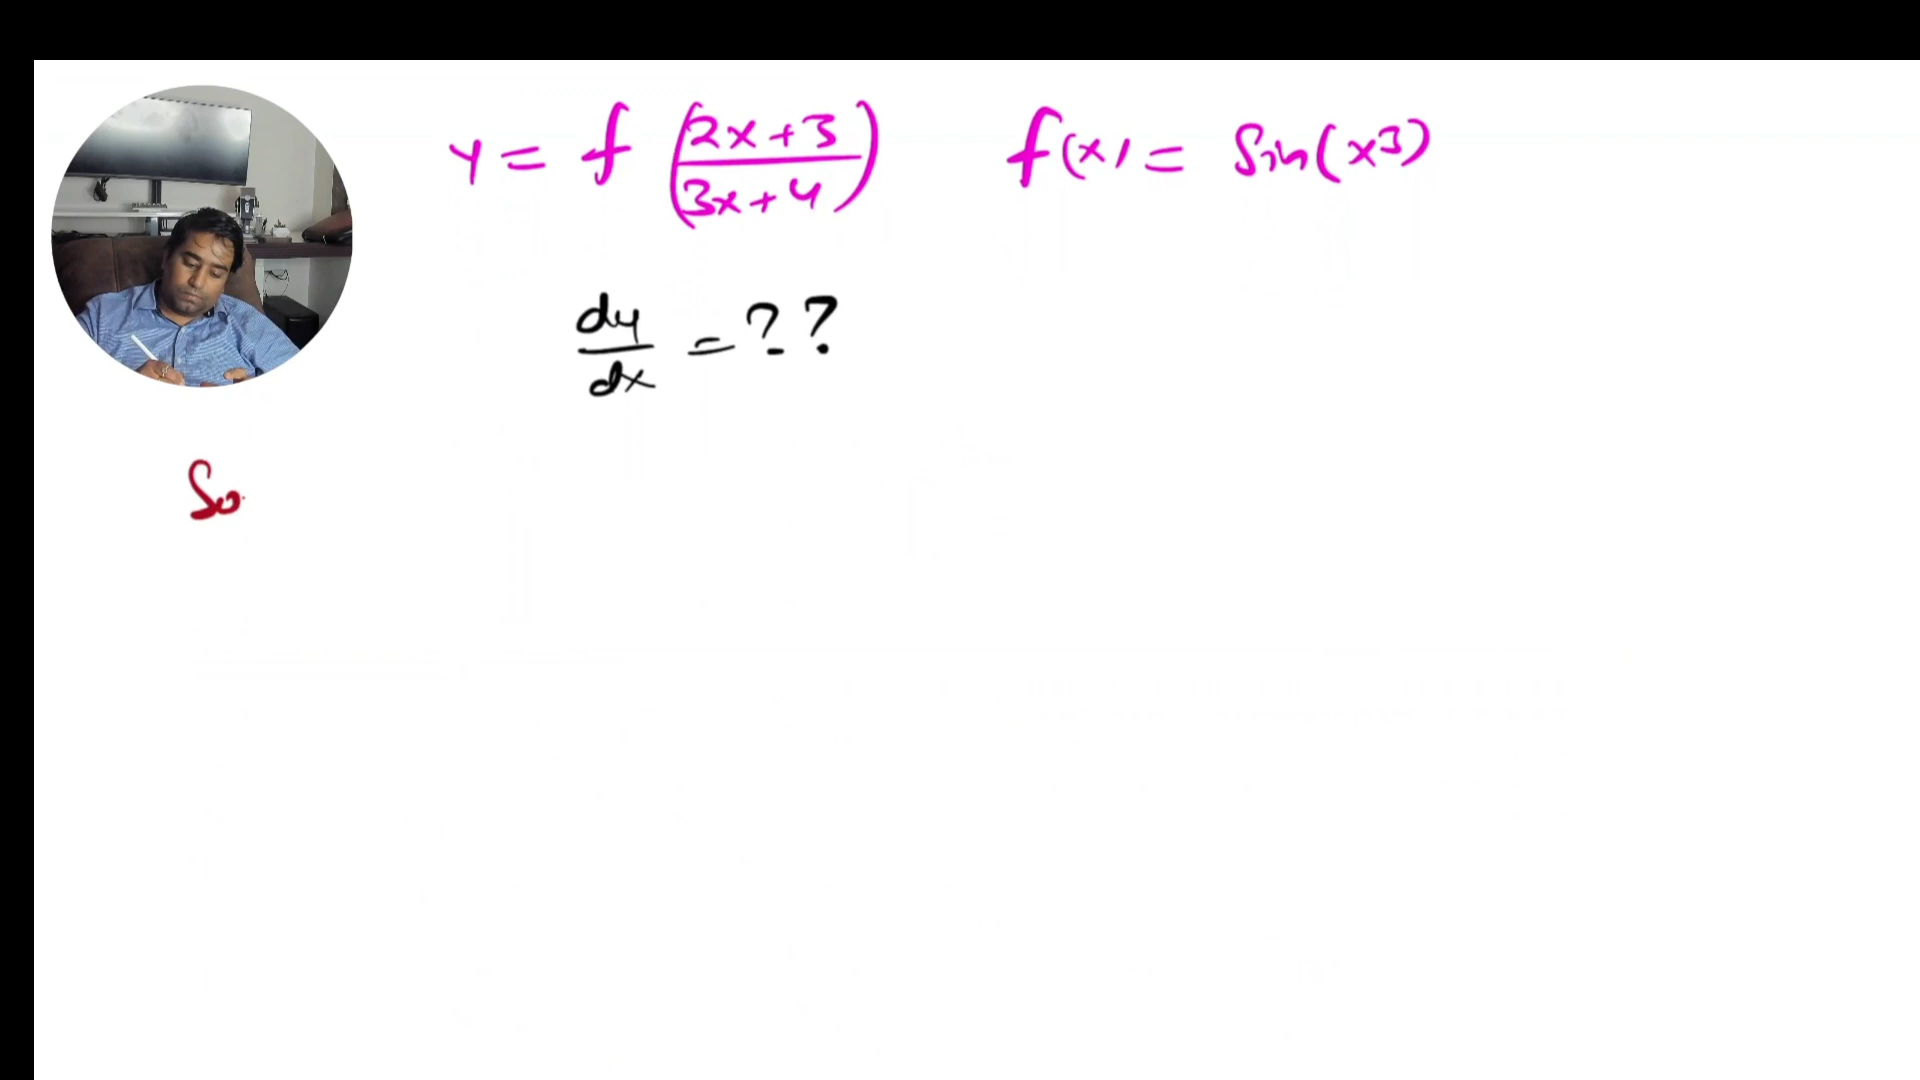 y = f (2x+3 / 3x+4) f(x) = Sin(x3)
dy/dx = ??
So